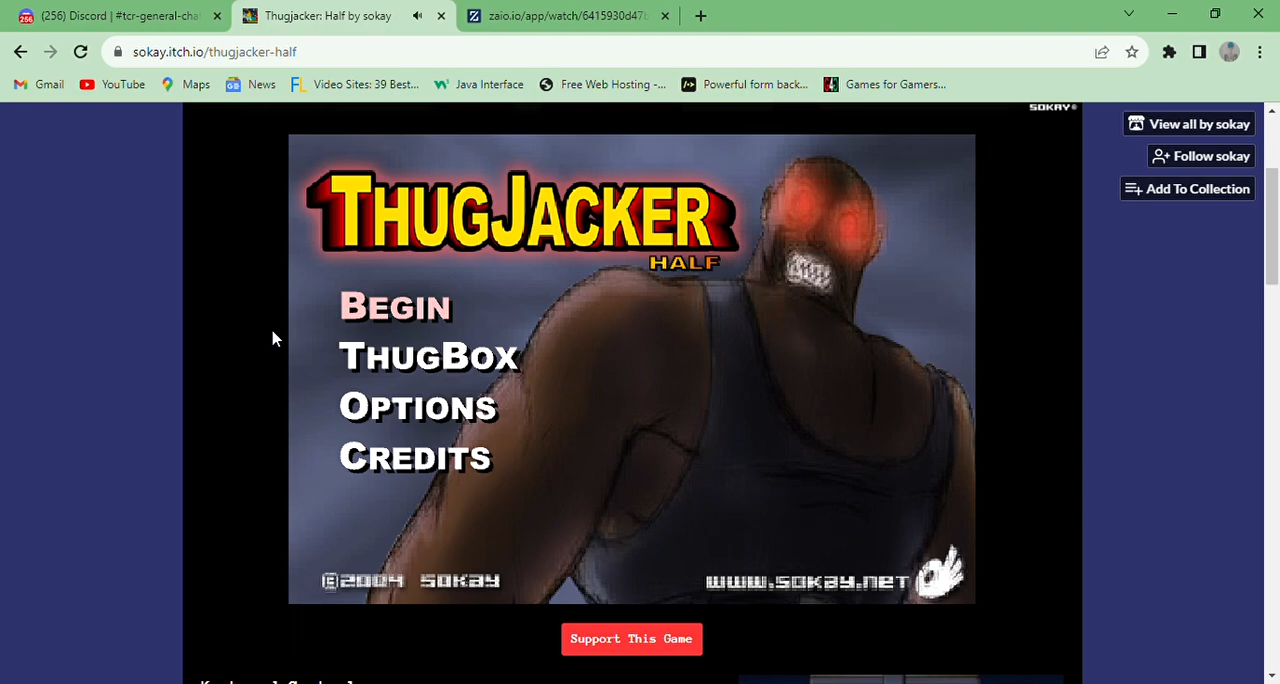 (256) Discord | #tcr-general-cha
Thugjacker: Half by sokay
zaio.io/app/watch/6415930d47b
sokay.itch.io/thugjacker-half
Gmail
YouTube
Maps
News
Video Sites: 39 Best...
Java Interface
Free Web Hosting -...
Powerful form back...
Games for Gamers...
SOKAY®
View all by sokay
Follow sokay
Add To Collection
THUGJACKER
HALF
BEGIN
THUGBOX
OPTIONS
CREDITS
©2004 SOKAY
WWW.SOKAY.NET
Support This Game